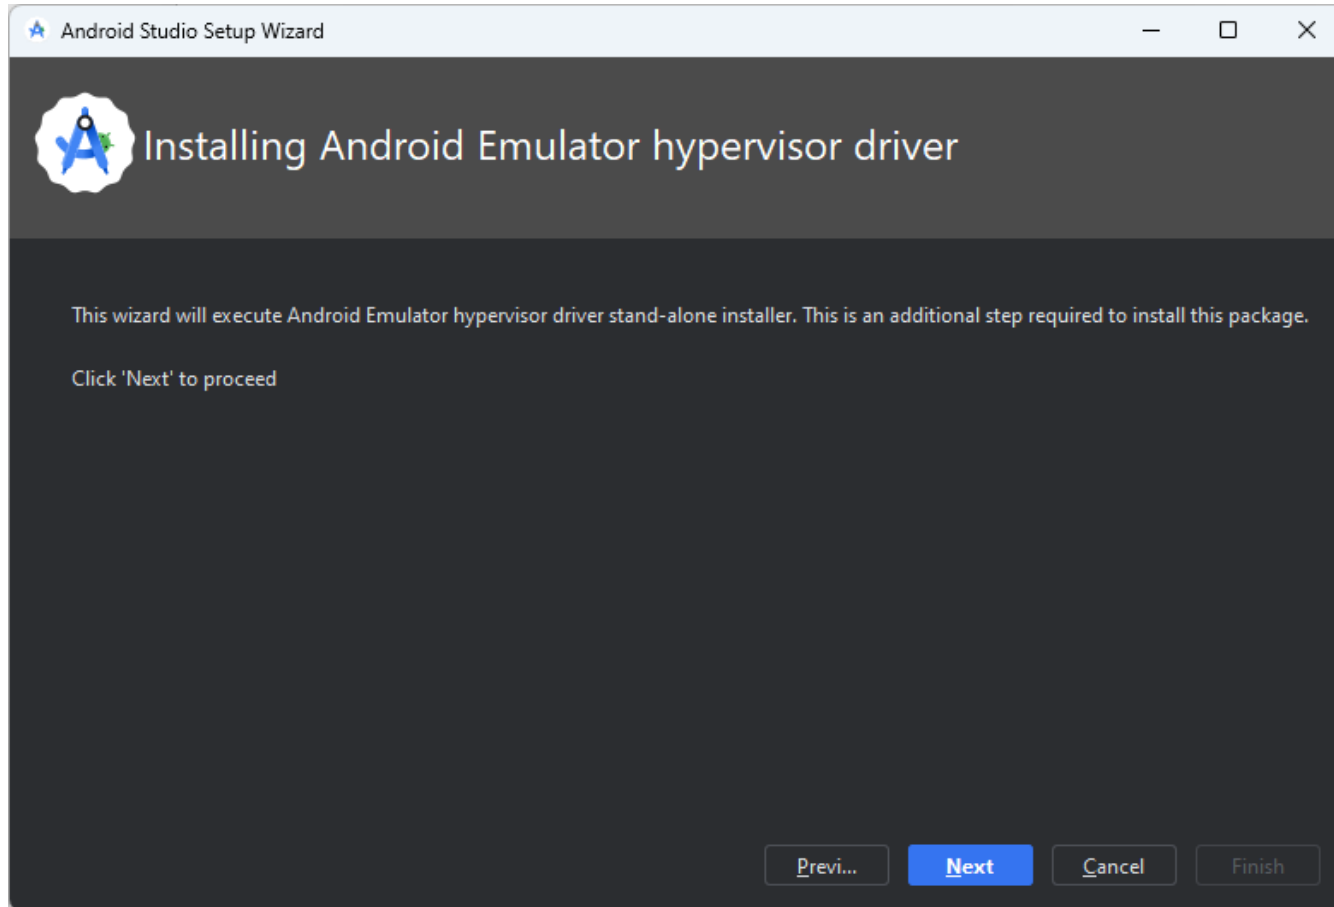 Android Studio Setup Wizard
Installing Android Emulator hypervisor driver
This wizard will execute Android Emulator hypervisor driver stand-alone installer. This is an additional step required to install this package.
Click 'Next' to proceed
Previ... Next Cancel Finish